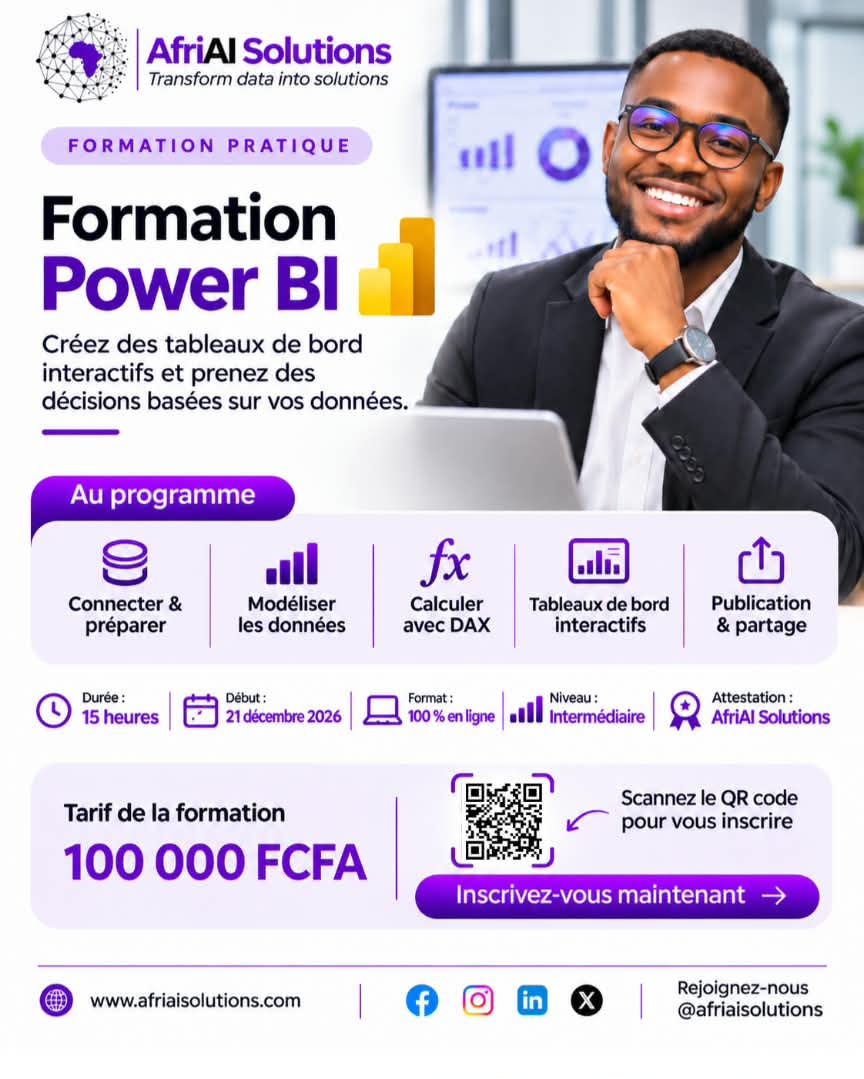 AfriAI Solutions
Transform data into solutions
FORMATION PRATIQUE
Formation
Power BI
Créez des tableaux de bord
interactifs et prenez des
décisions basées sur vos données.
Au programme
Connecter &
préparer
Modéliser
les données
fx
Calculer
avec DAX
Tableaux de bord
interactifs
Publication
& partage
Durée :
15 heures
Début :
21 décembre 2026
Format :
100 % en ligne
Niveau :
Intermédiaire
Attestation :
AfriAI Solutions
Tarif de la formation
100 000 FCFA
Scannez le QR code
pour vous inscrire
Inscrivez-vous maintenant →
www.afriaisolutions.com
Rejoignez-nous
@afriaisolutions